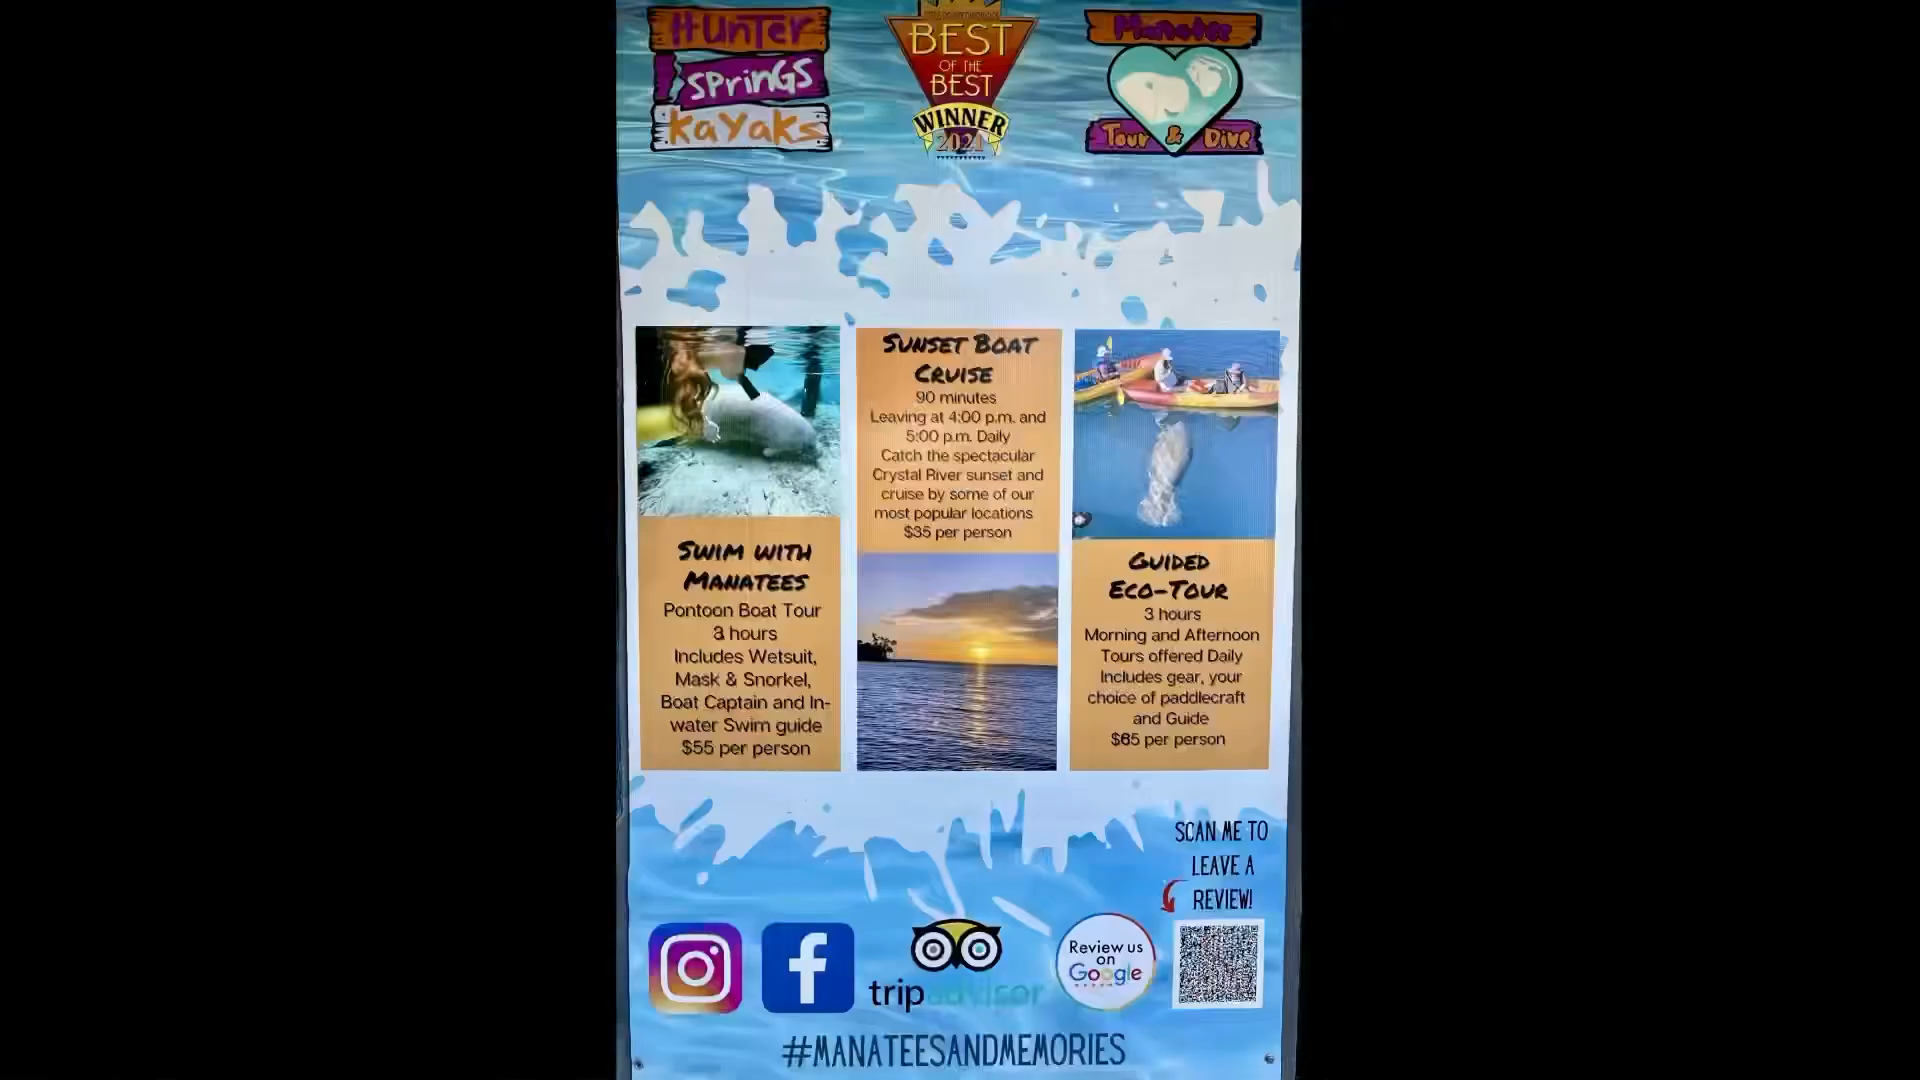 Hunter
Springs
Kayaks
BEST
OF THE
BEST
WINNER
2021
Manatee
Tour & Dive
Sunset Boat
Cruise
90 minutes
Leaving at 4:00 p.m. and
5:00 p.m. Daily
Catch the spectacular
Crystal River sunset and
cruise by some of our
most popular locations
$35 per person
Swim with
Manatees
Pontoon Boat Tour
3 hours
Includes Wetsuit,
Mask & Snorkel,
Boat Captain and In-
water Swim guide
$55 per person
Guided
Eco-Tour
3 hours
Morning and Afternoon
Tours offered Daily
Includes gear, your
choice of paddlecraft
and Guide
$65 per person
SCAN ME TO
LEAVE A
REVIEW!
tripadvisor
Review us
on
Google
#MANATEESANDMEMORIES